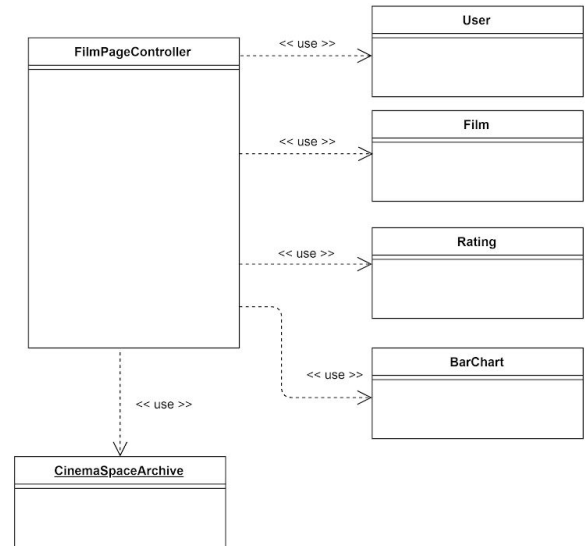 User
<< use >>
FilmPageController
Film
<< use >>
Rating
<< use >>
BarChart
<< use >>
<< use >>
CinemaSpaceArchive